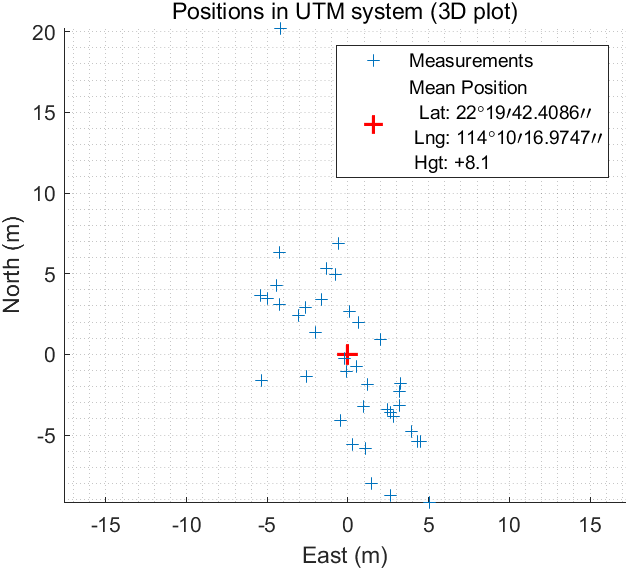 Positions in UTM system (3D plot)
20
15
10
5
0
-5
North (m)
Measurements
Mean Position
Lat: 22°19′42.4086′′
Lng: 114°10′16.9747′′
Hgt: +8.1
-15 -10 -5 0 5 10 15
East (m)